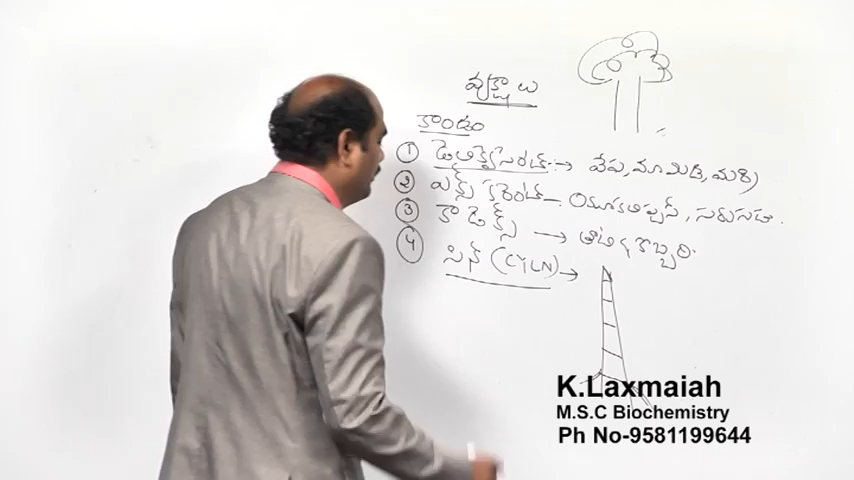 వృక్షాలు
కాండం
① డెలిక్వెసెంట్ → వేప, మామిడి, మర్రి
② ఎక్స్ కరెంట్ — యూకలిప్టస్, సరుగుడు.
③ కాడెక్స్ → తాటి, కొబ్బరి.
④ సిన్ (CYLN) →
K.Laxmaiah
M.S.C Biochemistry
Ph No-9581199644